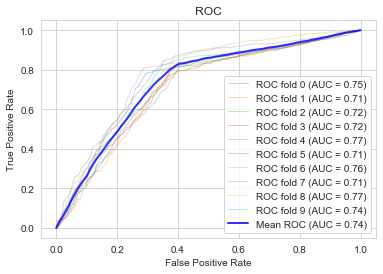 ROC
1.0
0.8
0.6
0.4
0.2
0.0
True Positive Rate
ROC fold 0 (AUC = 0.75)
ROC fold 1 (AUC = 0.71)
ROC fold 2 (AUC = 0.72)
ROC fold 3 (AUC = 0.72)
ROC fold 4 (AUC = 0.77)
ROC fold 5 (AUC = 0.71)
ROC fold 6 (AUC = 0.76)
ROC fold 7 (AUC = 0.71)
ROC fold 8 (AUC = 0.77)
ROC fold 9 (AUC = 0.74)
Mean ROC (AUC = 0.74)
0.0 0.2 0.4 0.6 0.8 1.0
False Positive Rate